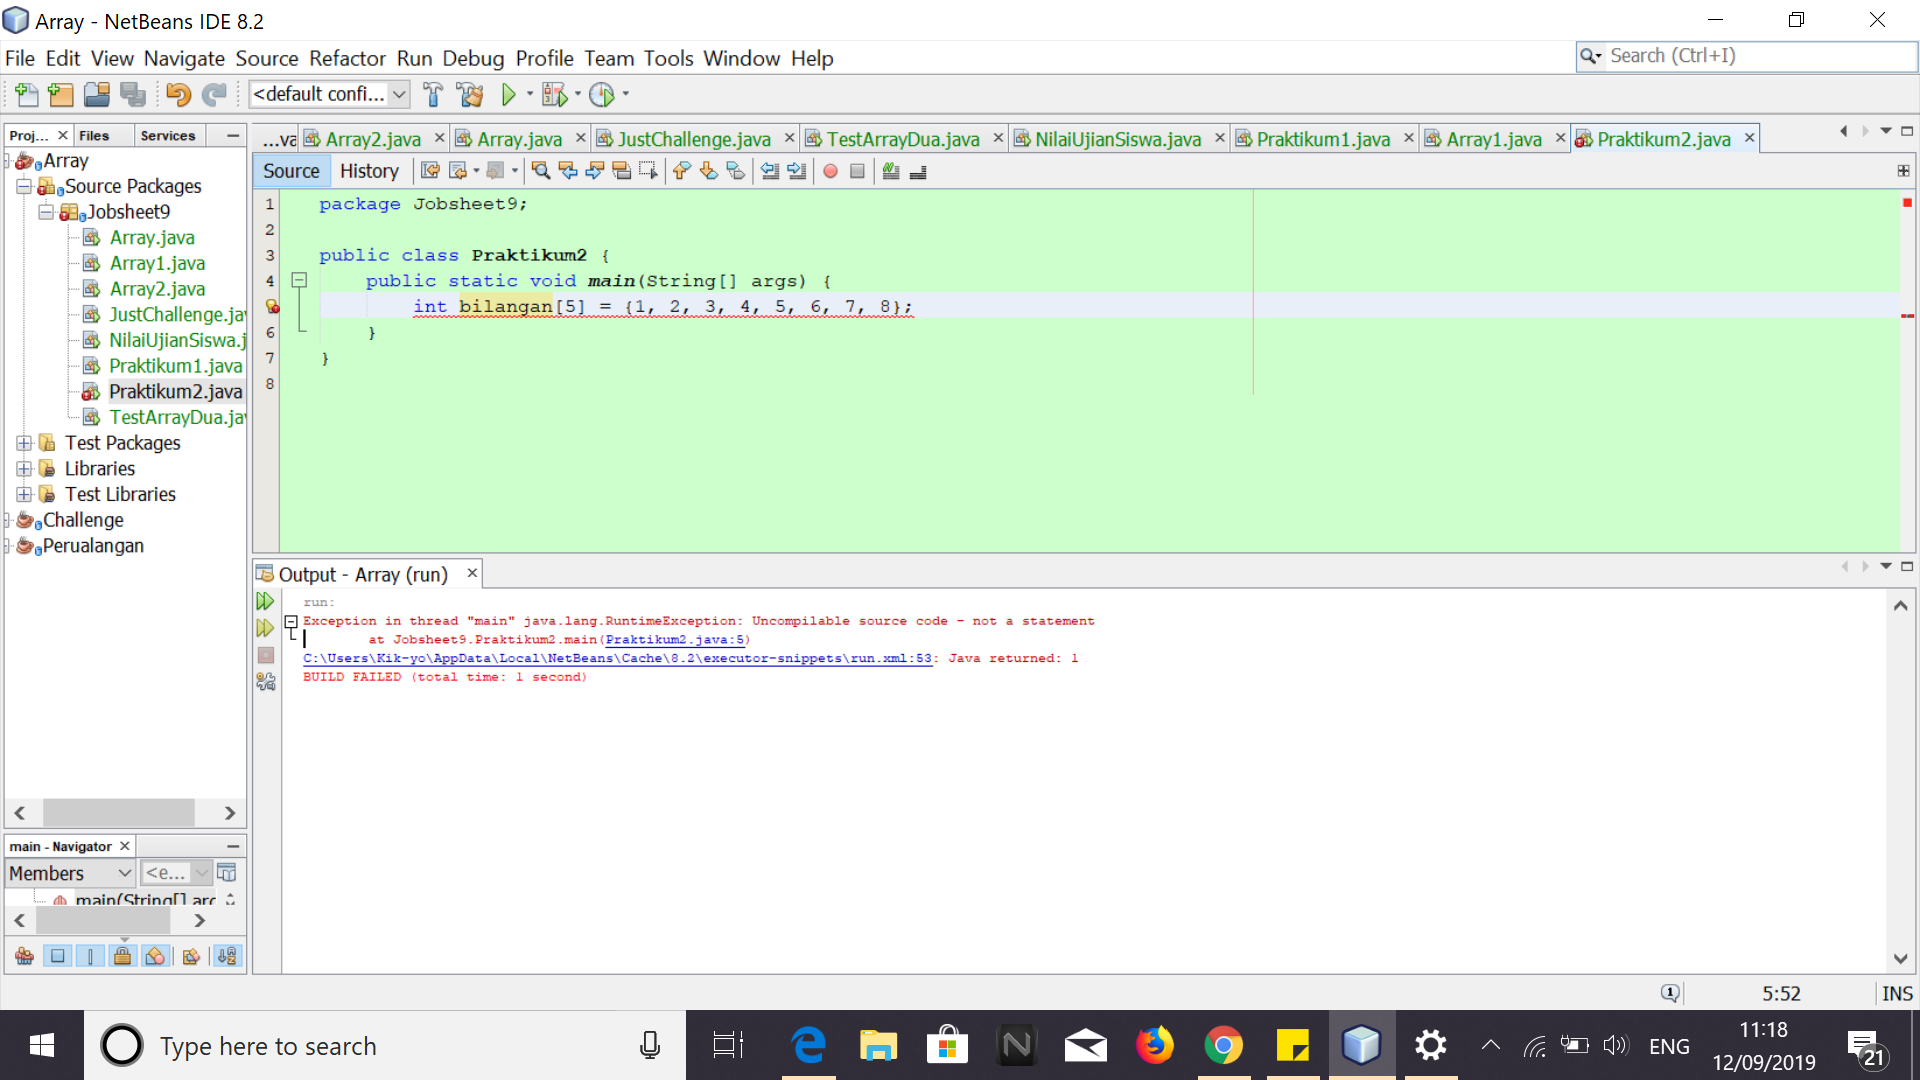 Array - NetBeans IDE 8.2
File Edit View Navigate Source Refactor Run Debug Profile Team Tools Window Help
Search (Ctrl+I)
<default confi...
Proj... Files Services
...va Array2.java Array.java JustChallenge.java TestArrayDua.java NilaiUjianSiswa.java Praktikum1.java Array1.java Praktikum2.java
Source History
Array
Source Packages
Jobsheet9
Array.java
Array1.java
Array2.java
JustChallenge.ja
NilaiUjianSiswa.j
Praktikum1.java
Praktikum2.java
TestArrayDua.ja
Test Packages
Libraries
Test Libraries
Challenge
Perualangan
1 package Jobsheet9;
2
3 public class Praktikum2 {
4 public static void main(String[] args) {
int bilangan[5] = {1, 2, 3, 4, 5, 6, 7, 8};
6 }
7 }
8
Output - Array (run)
run:
Exception in thread "main" java.lang.RuntimeException: Uncompilable source code - not a statement
at Jobsheet9.Praktikum2.main(Praktikum2.java:5)
C:\Users\Kik-yo\AppData\Local\NetBeans\Cache\8.2\executor-snippets\run.xml:53: Java returned: 1
BUILD FAILED (total time: 1 second)
main - Navigator
Members <e...
main(String[] arg
5:52 INS
Type here to search
ENG
11:18
12/09/2019
21